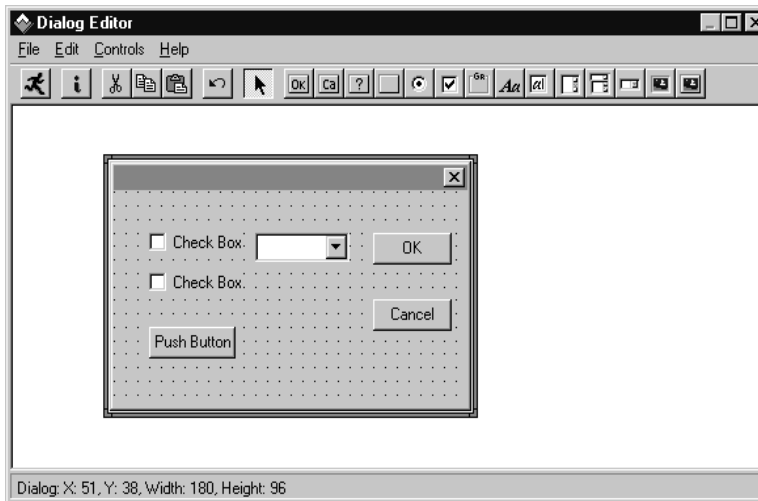 Dialog Editor
File Edit Controls Help
OK Ca ? GR Aa a
Check Box
OK
Check Box
Cancel
Push Button
Dialog: X: 51, Y: 38, Width: 180, Height: 96